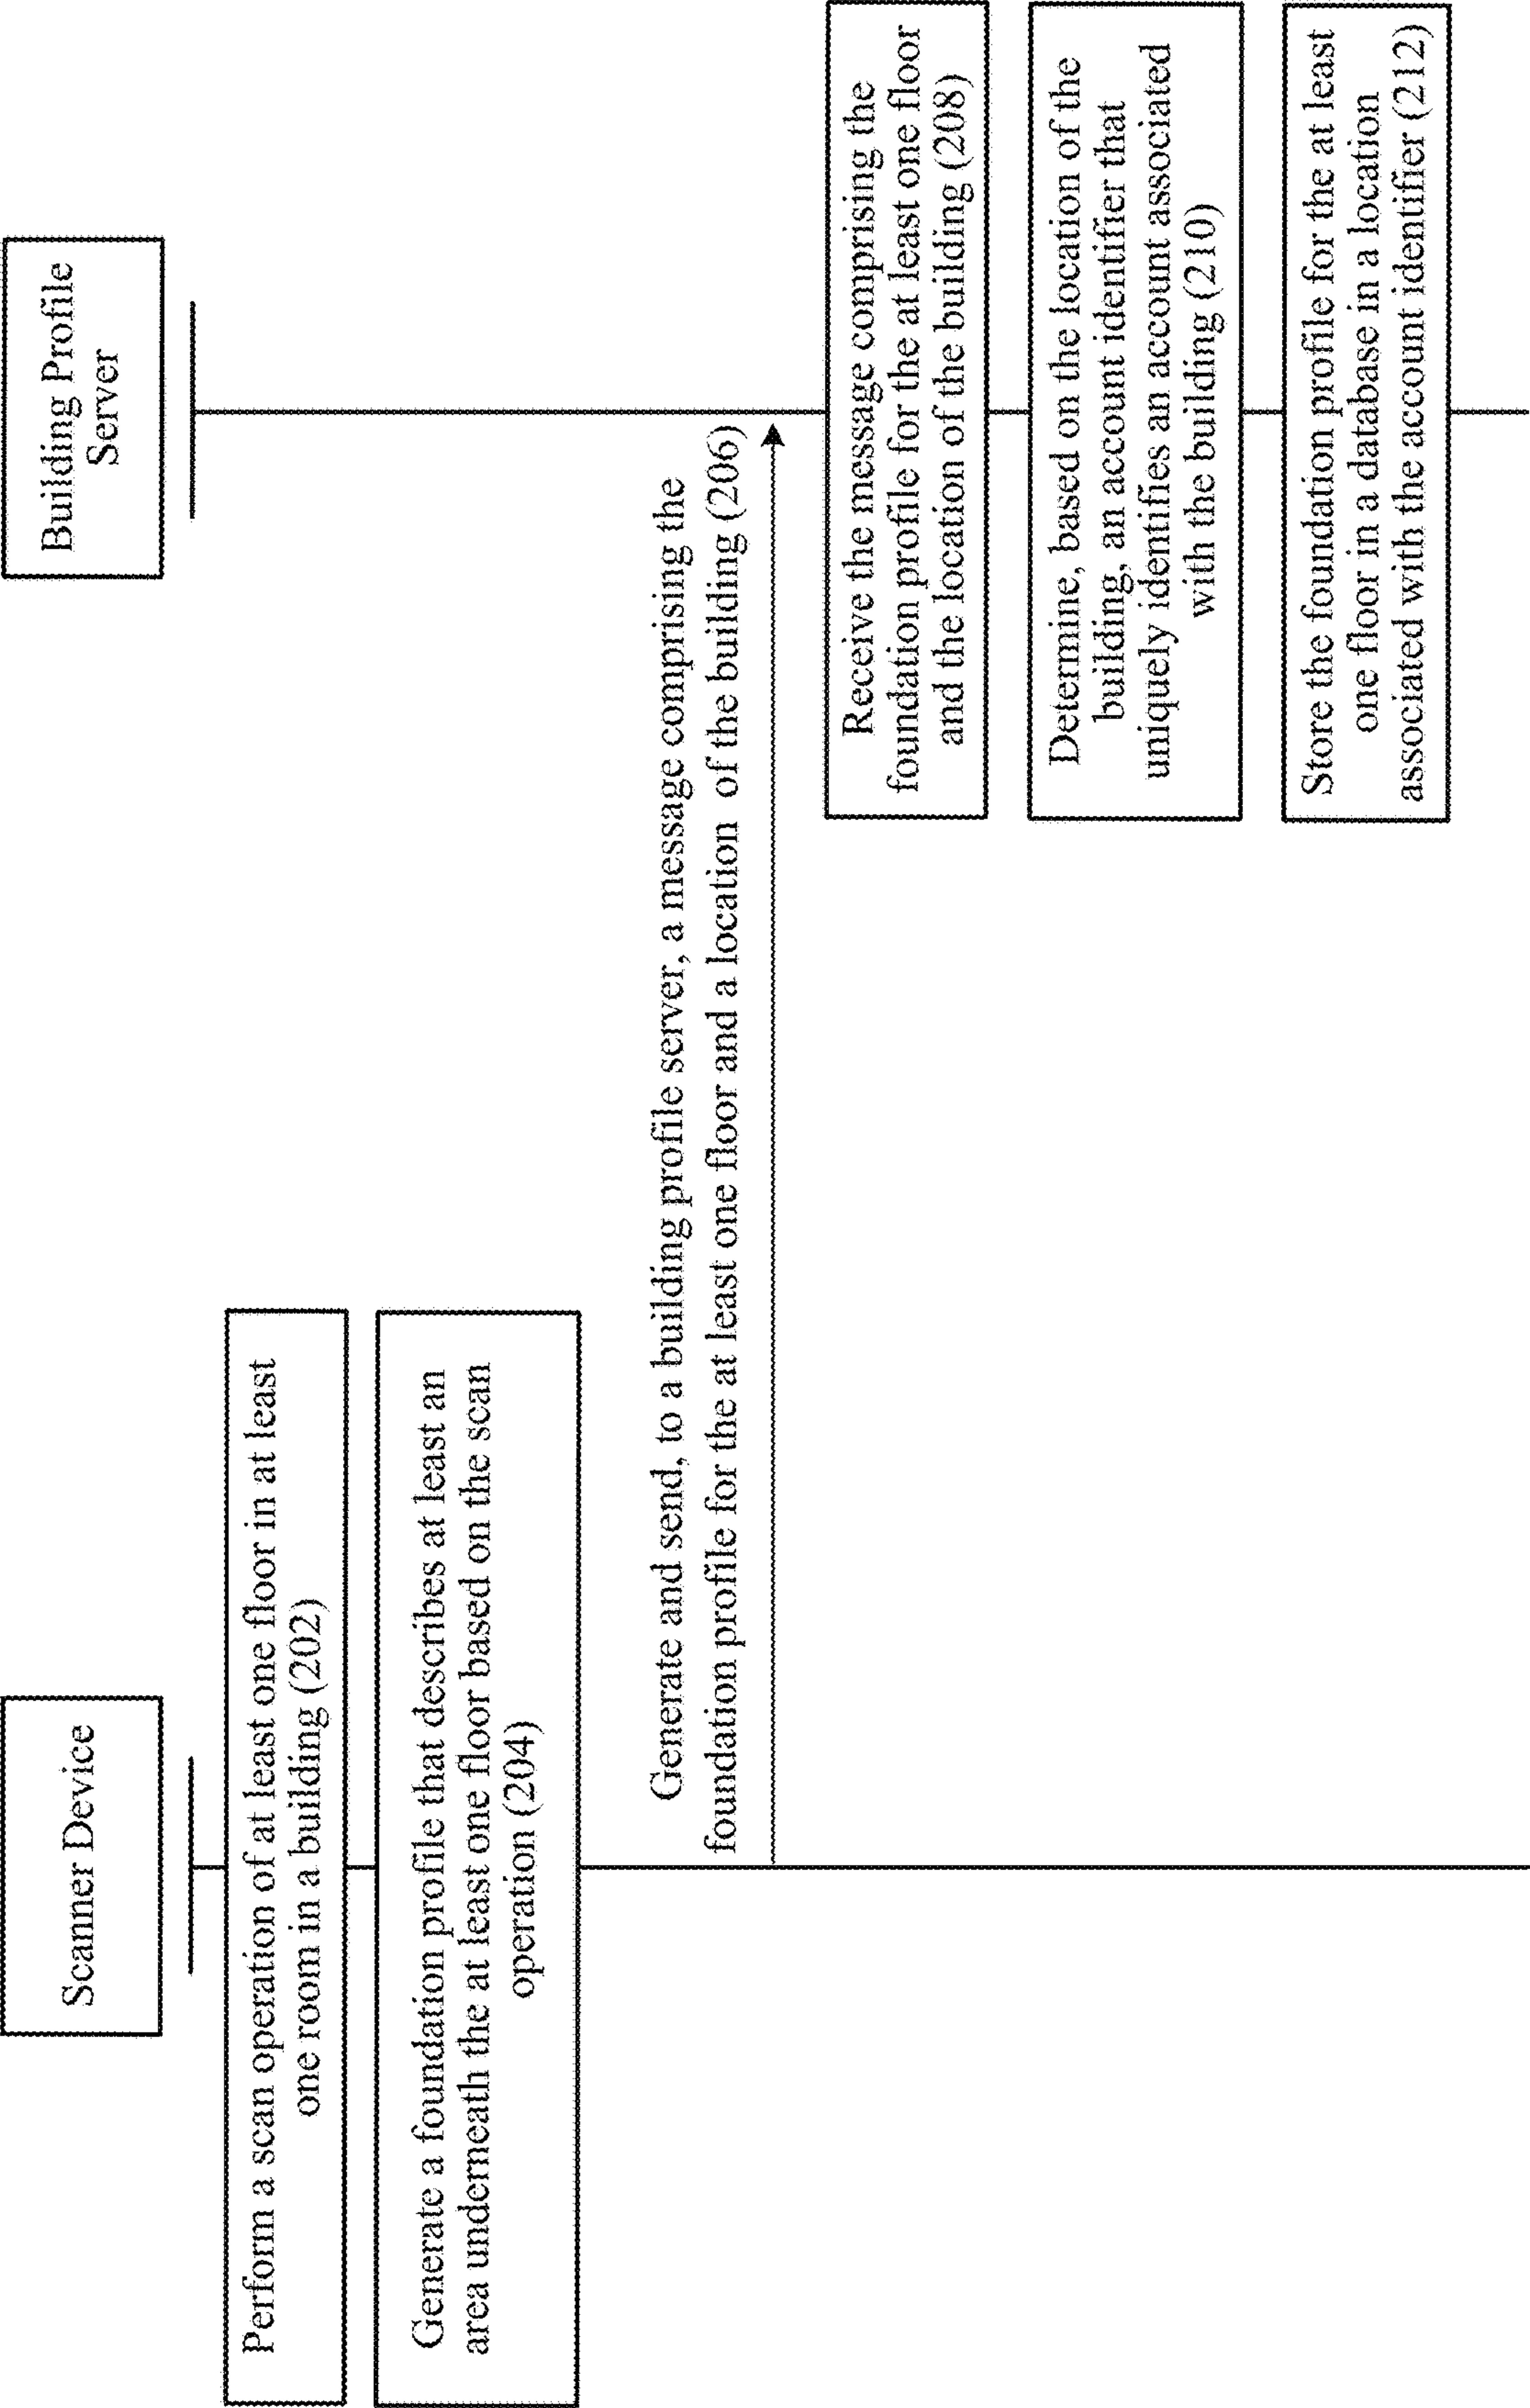 Scanner Device
Building Profile
Server
Perform a scan operation of at least one floor in at least
one room in a building (202)
Generate a foundation profile that describes at least an
area underneath the at least one floor based on the scan
operation (204)
Generate and send, to a building profile server, a message comprising the
foundation profile for the at least one floor and a location of the building (206)
Receive the message comprising the
foundation profile for the at least one floor
and the location of the building (208)
Determine, based on the location of the
building, an account identifier that
uniquely identifies an account associated
with the building (210)
Store the foundation profile for the at least
one floor in a database in a location
associated with the account identifier (212)